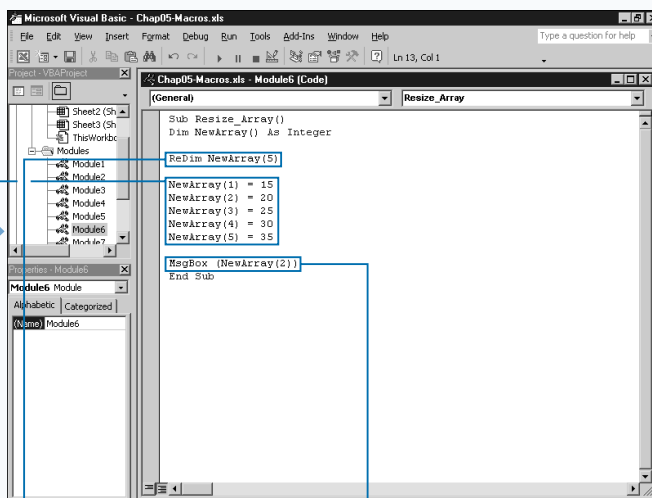 Microsoft Visual Basic - Chap05-Macros.xls
File Edit View Insert Format Debug Run Tools Add-Ins Window Help
Type a question for help
Ln 13, Col 1
Project - VBAProject
Sheet2 (Sh
Sheet3 (Sh
ThisWorkbo
Modules
Module1
Module2
Module3
Module4
Module5
Module6
Module7
Properties - Module6
Module6 Module
Alphabetic Categorized
(Name) Module6
Chap05-Macros.xls - Module6 (Code)
(General) Resize_Array
Sub Resize_Array()
Dim NewArray() As Integer
ReDim NewArray(5)
NewArray(1) = 15
NewArray(2) = 20
NewArray(3) = 25
NewArray(4) = 30
NewArray(5) = 35
MsgBox (NewArray(2))
End Sub